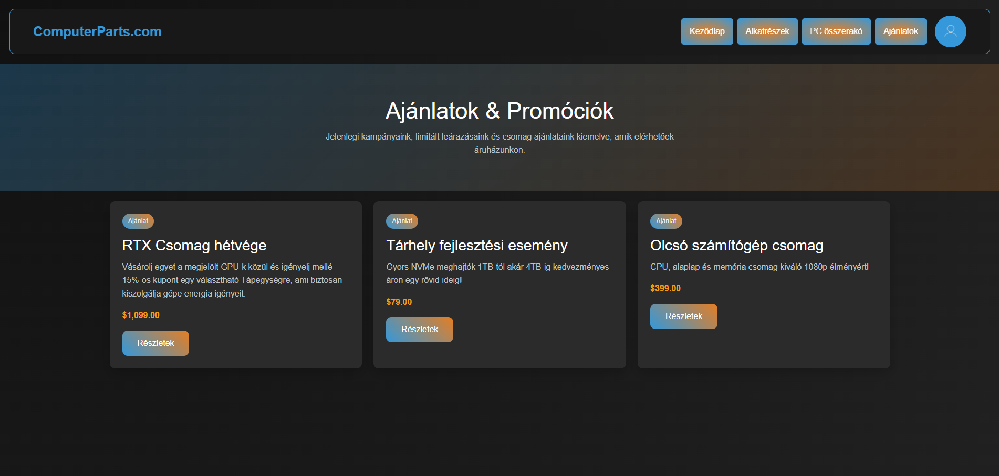 ComputerParts.com
Keződlap
Alkatrészek
PC összerakó
Ajánlatok
Ajánlatok & Promóciók
Jelenlegi kampányaink, limitált leárazásaink és csomag ajánlataink kiemelve, amik elérhetőek
áruházunkon.
Ajánlat
RTX Csomag hétvége
Vásárolj egyet a megjelölt GPU-k közül és igényelj mellé
15%-os kupont egy választható Tápegységre, ami biztosan
kiszolgálja gépe energia igényeit.
$1,099.00
Részletek
Ajánlat
Tárhely fejlesztési esemény
Gyors NVMe meghajtók 1TB-tól akár 4TB-ig kedvezményes
áron egy rövid ideig!
$79.00
Részletek
Ajánlat
Olcsó számítógép csomag
CPU, alaplap és memória csomag kiváló 1080p élményért!
$399.00
Részletek